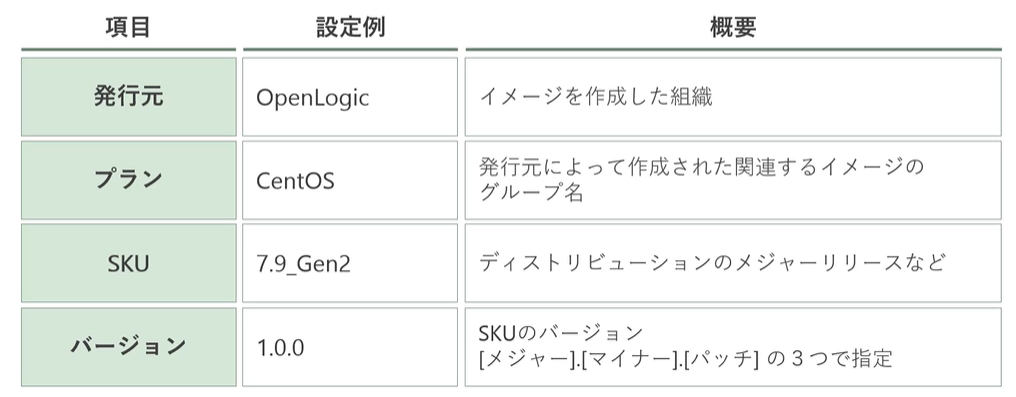 項目 設定例 概要
発行元 OpenLogic イメージを作成した組織
プラン CentOS 発行元によって作成された関連するイメージの
グループ名
SKU 7.9_Gen2 ディストリビューションのメジャーリリースなど
バージョン 1.0.0 SKUのバージョン
[メジャー].[マイナー].[パッチ] の３つで指定